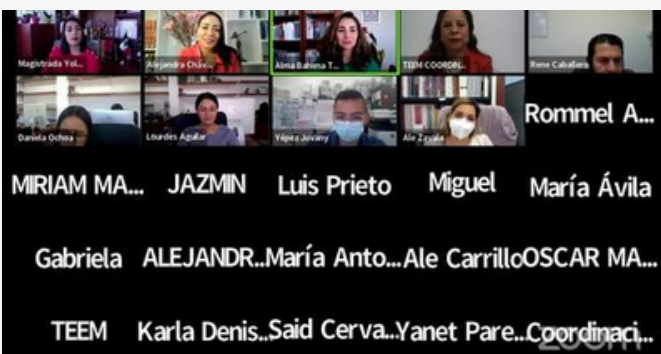 Magistrada Yol... Alejandra Cháv... Alma Bahena T... TEEM COORDI... Rene Caballero
Daniela Ochoa Lourdes Aguilar Yépez Jovany Ale Zavala Rommel A...
MIRIAM MA... JAZMIN Luis Prieto Miguel María Ávila
Gabriela ALEJANDR... María Anto... Ale Carrillo OSCAR MA...
TEEM Karla Denis... Said Cerva... Yanet Pare... Coordinaci...
zoom